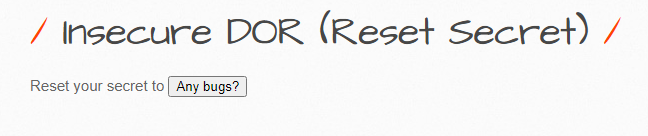 / Insecure DOR (Reset Secret) /
Reset your secret to Any bugs?